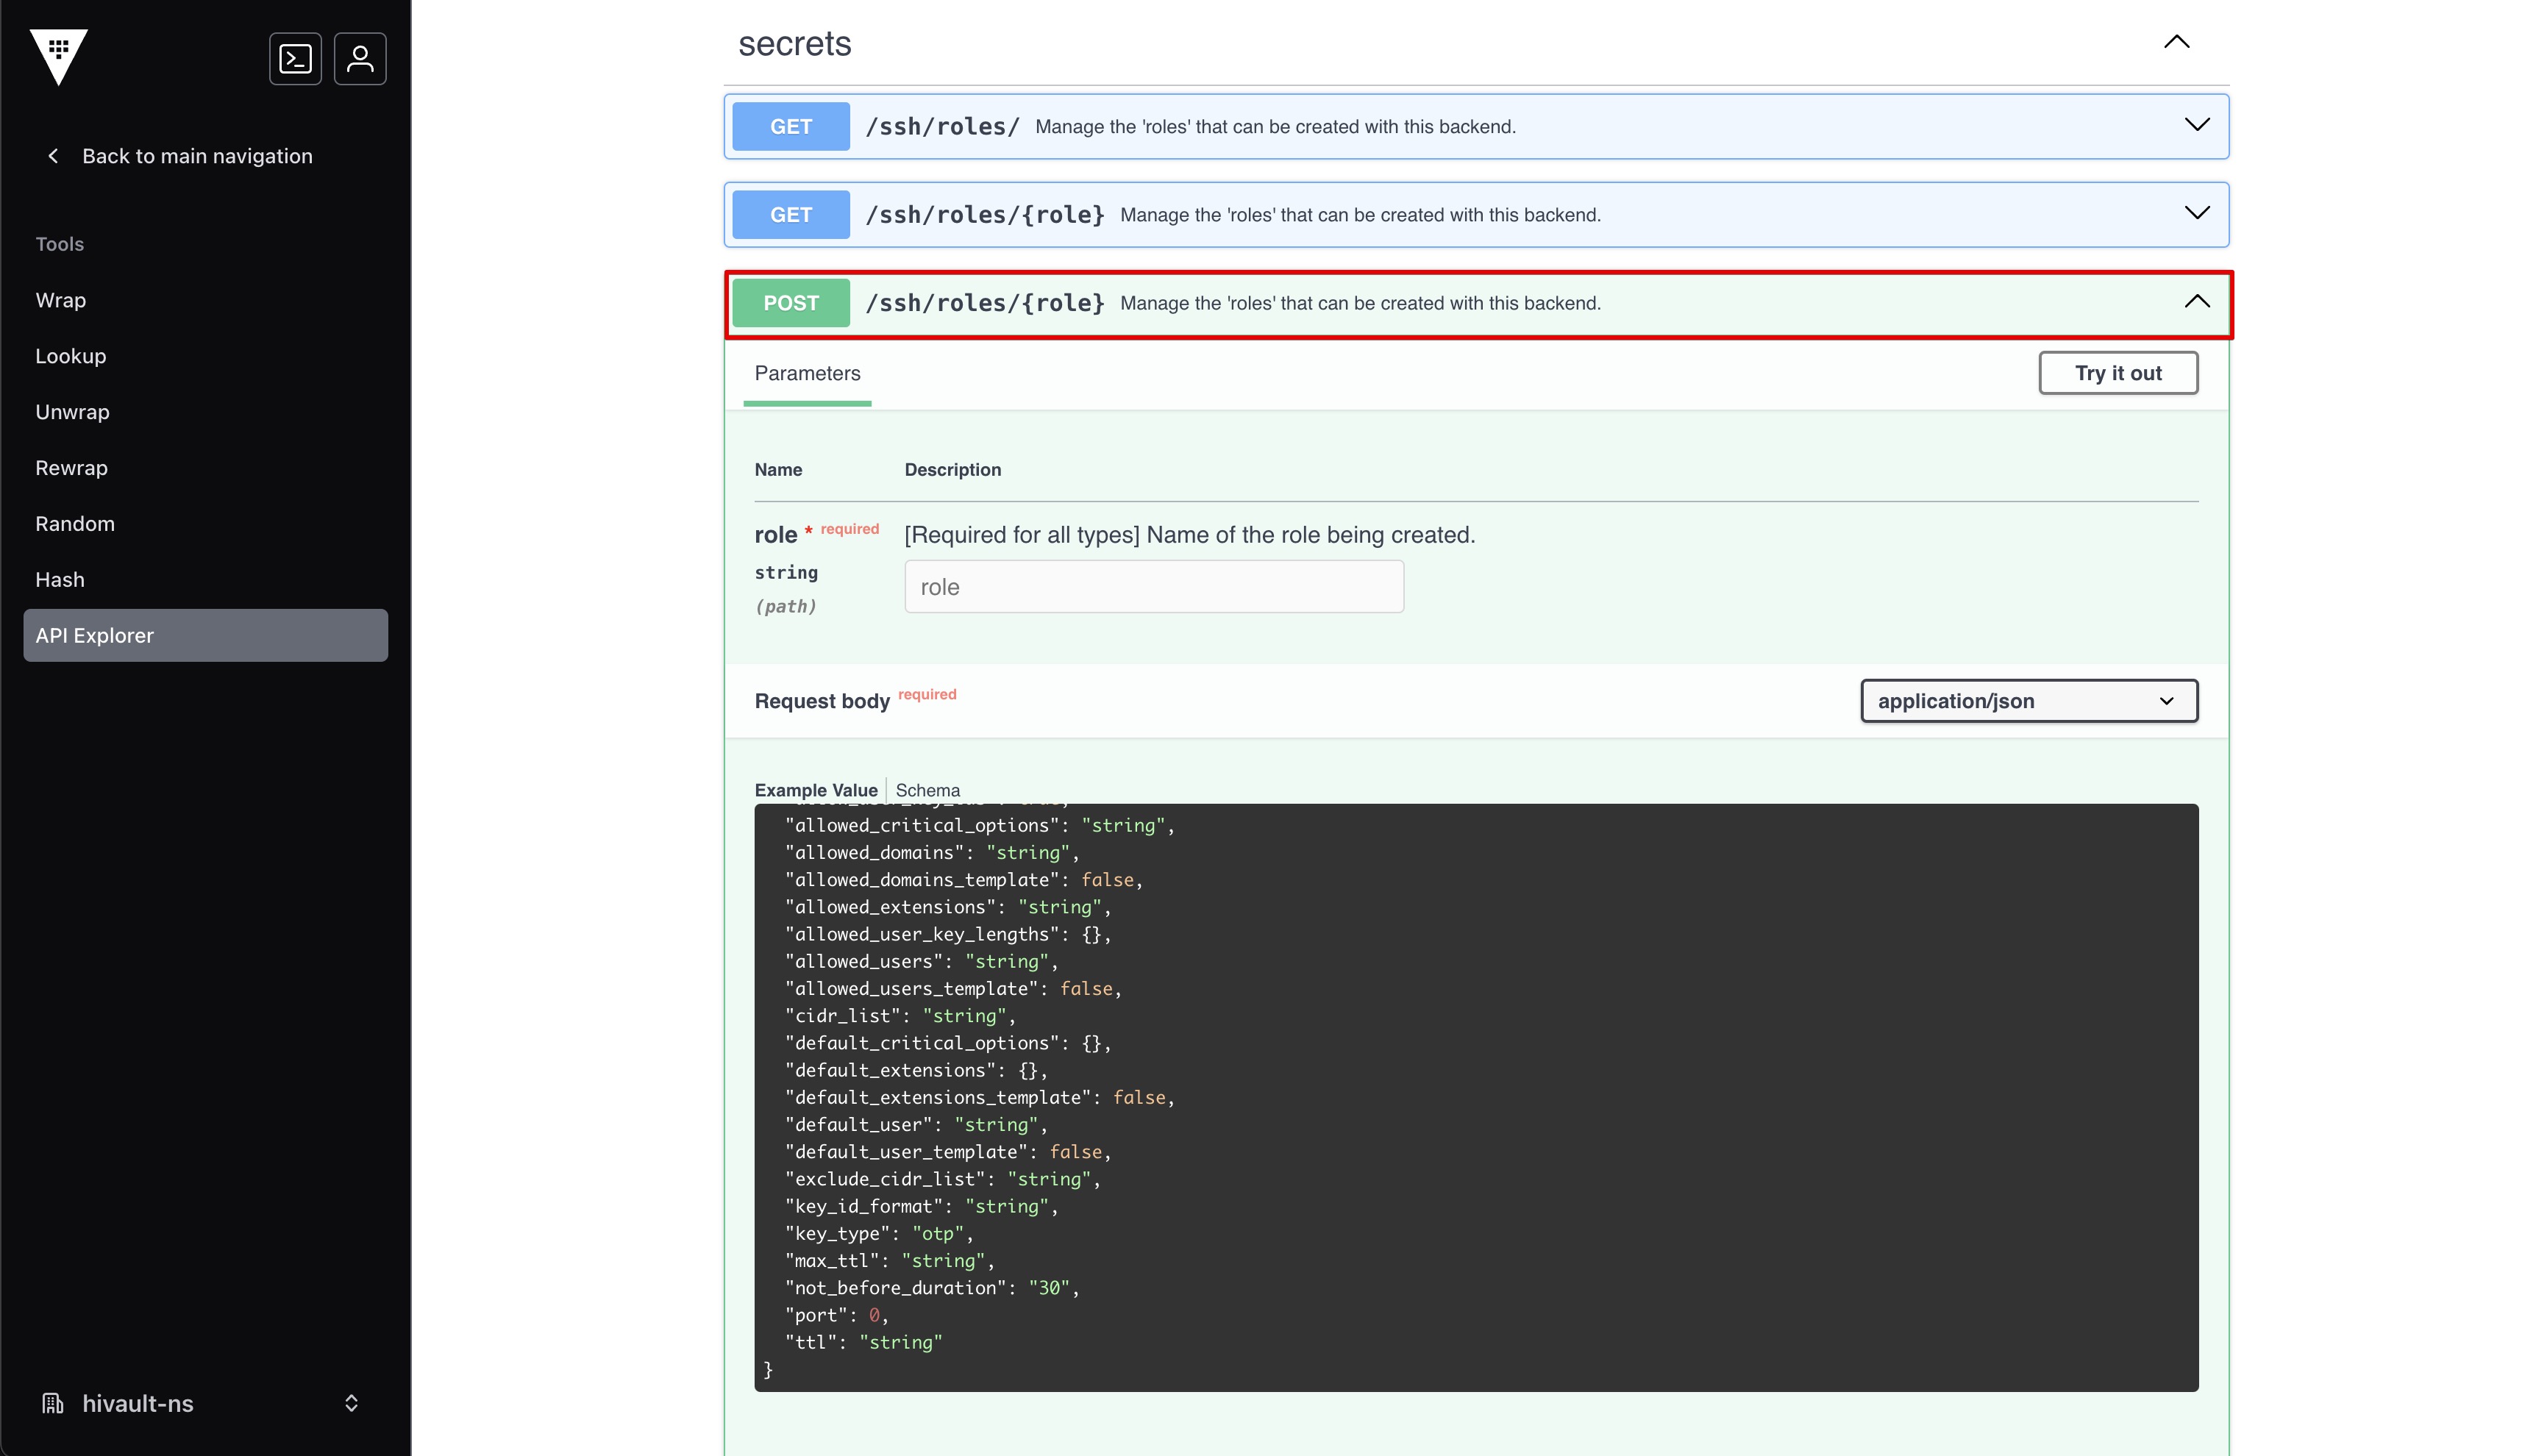 Back to main navigation
Tools
Wrap
Lookup
Unwrap
Rewrap
Random
Hash
API Explorer
hivault-ns
secrets
GET /ssh/roles/ Manage the 'roles' that can be created with this backend.
GET /ssh/roles/{role} Manage the 'roles' that can be created with this backend.
POST /ssh/roles/{role} Manage the 'roles' that can be created with this backend.
Parameters
Try it out
Name Description
role * required [Required for all types] Name of the role being created.
string
role
(path)
Request body required
application/json
Example Value Schema
"allowed_critical_options": "string",
"allowed_domains": "string",
"allowed_domains_template": false,
"allowed_extensions": "string",
"allowed_user_key_lengths": {},
"allowed_users": "string",
"allowed_users_template": false,
"cidr_list": "string",
"default_critical_options": {},
"default_extensions": {},
"default_extensions_template": false,
"default_user": "string",
"default_user_template": false,
"exclude_cidr_list": "string",
"key_id_format": "string",
"key_type": "otp",
"max_ttl": "string",
"not_before_duration": "30",
"port": 0,
"ttl": "string"
}